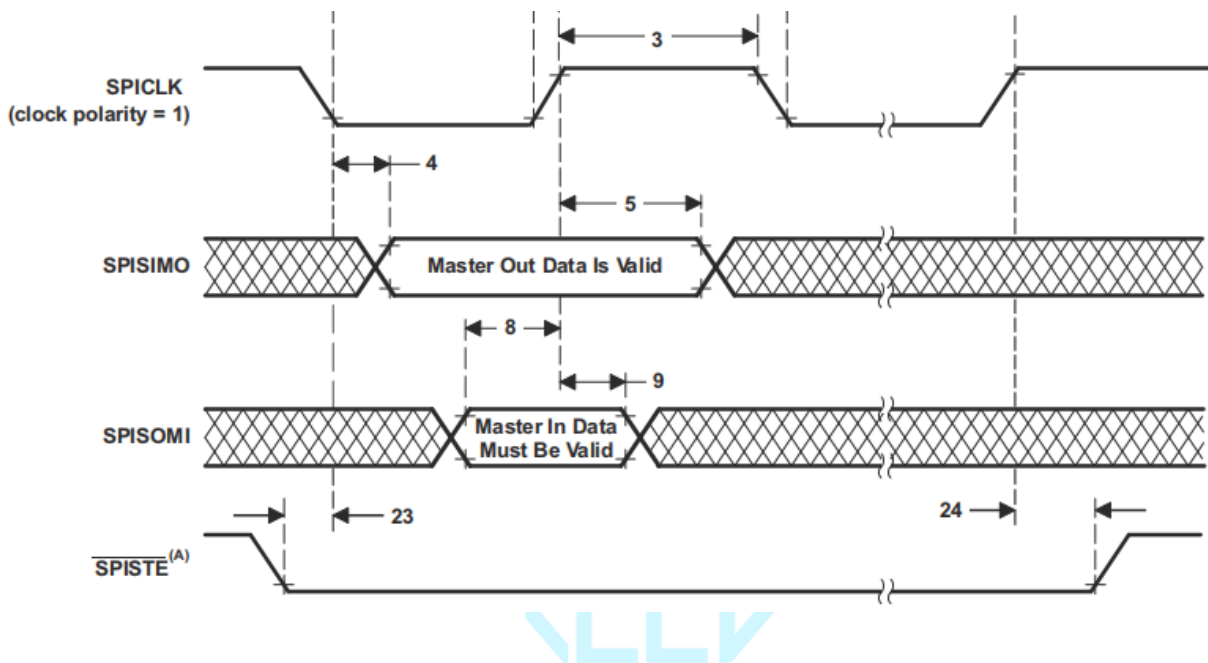 3
SPICLK
(clock polarity = 1)
4
5
SPISIMO
Master Out Data Is Valid
8
9
SPISOMI
Master In Data
Must Be Valid
23
24
SPISTE(A)